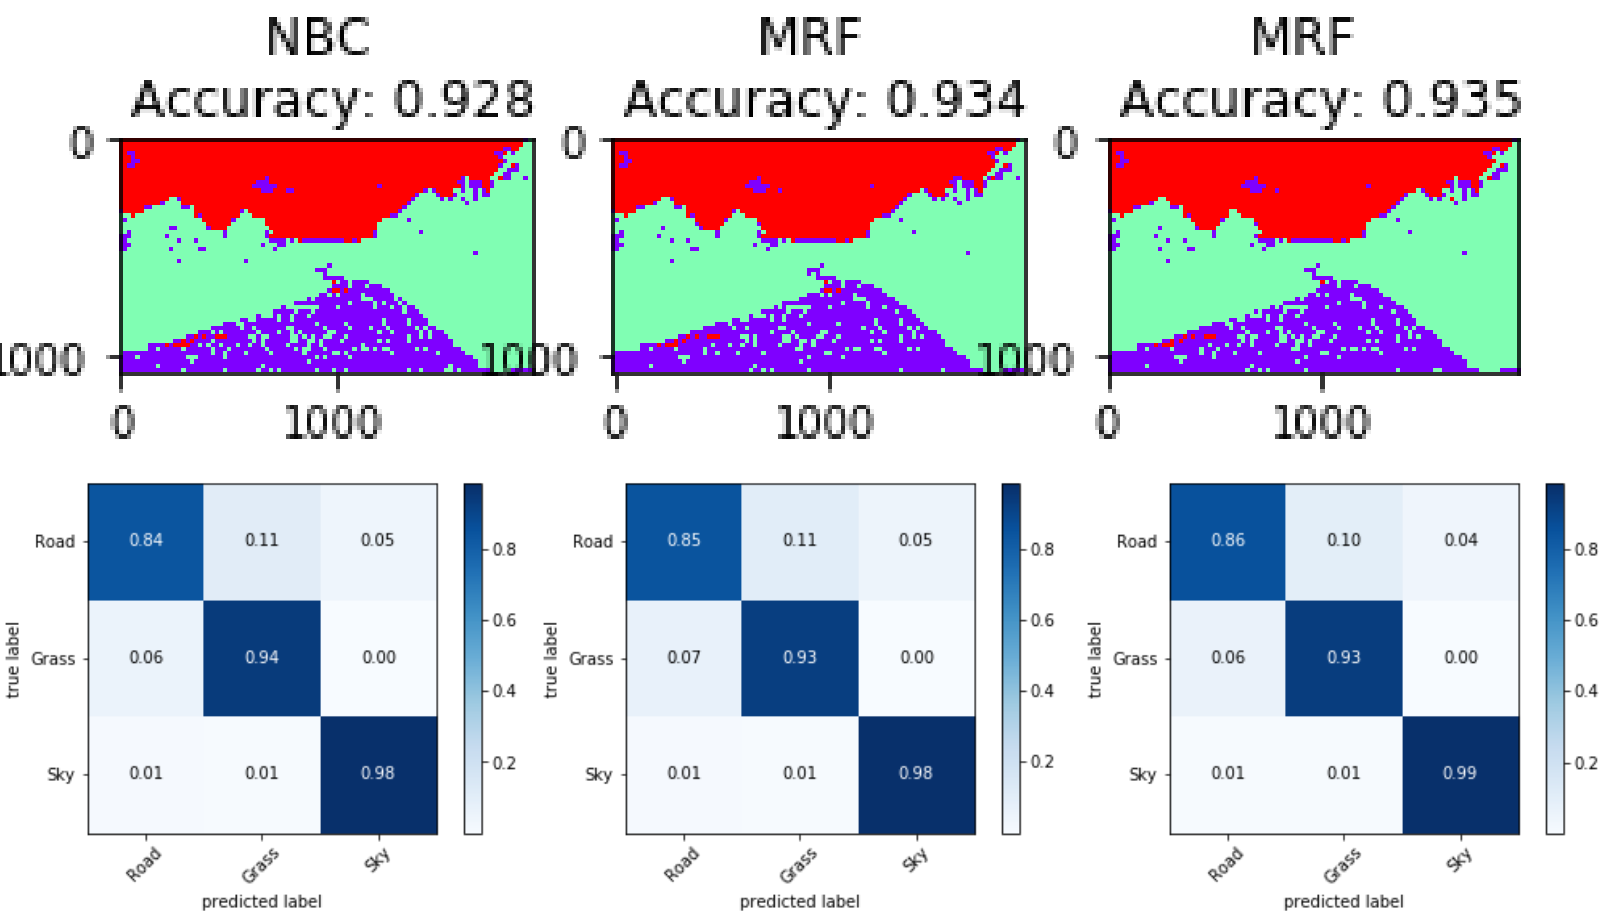 NBC
Accuracy: 0.928
MRF
Accuracy: 0.934
MRF
Accuracy: 0.935
0
1000
0
1000
0
1000
0
1000
0
1000
0
1000
true label
Road
0.84 0.11 0.05
Grass
0.06 0.94 0.00
Sky
0.01 0.01 0.98
Road Grass Sky
predicted label
0.8
0.6
0.4
0.2
true label
Road
0.85 0.11 0.05
Grass
0.07 0.93 0.00
Sky
0.01 0.01 0.98
Road Grass Sky
predicted label
0.8
0.6
0.4
0.2
true label
Road
0.86 0.10 0.04
Grass
0.06 0.93 0.00
Sky
0.01 0.01 0.99
Road Grass Sky
predicted label
0.8
0.6
0.4
0.2